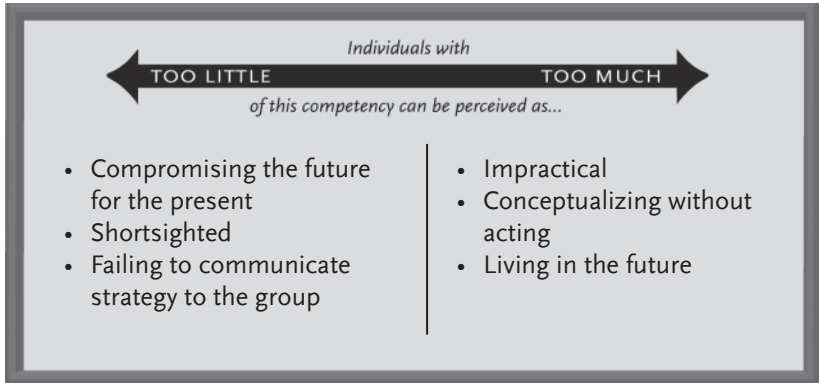 Individuals with
TOO LITTLE TOO MUCH
of this competency can be perceived as...
• Compromising the future
for the present
• Shortsighted
• Failing to communicate
strategy to the group
• Impractical
• Conceptualizing without
acting
• Living in the future